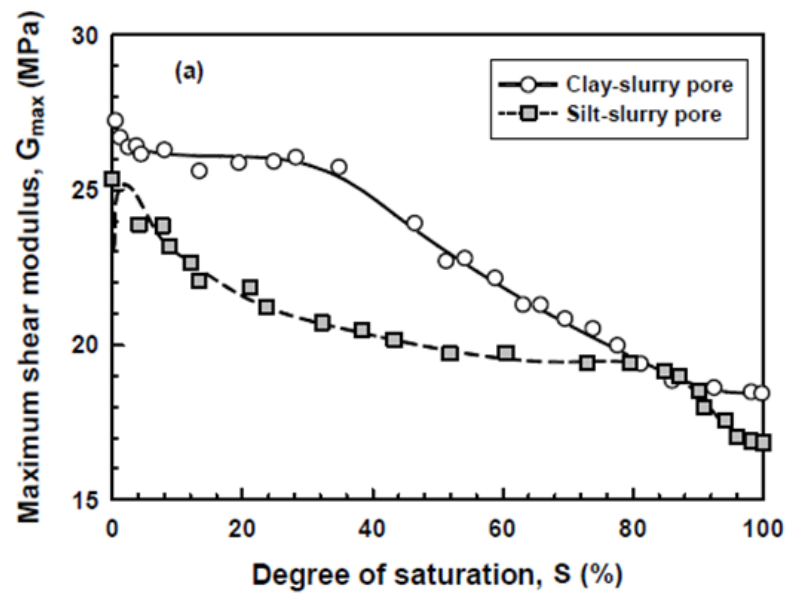 Maximum shear modulus, Gmax (MPa)
30
25
20
15
(a)
Clay-slurry pore
Silt-slurry pore
0 20 40 60 80 100
Degree of saturation, S (%)